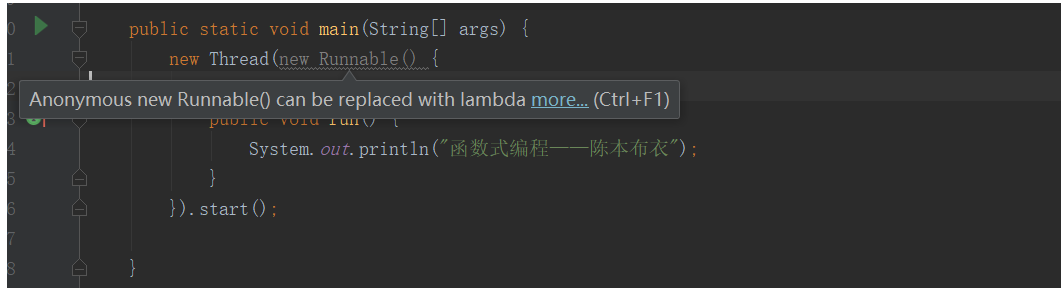 0 public static void main(String[] args) {
1 new Thread(new Runnable() {
2
Anonymous new Runnable() can be replaced with lambda more... (Ctrl+F1)
3 public void run() {
4 System.out.println("函数式编程——陈本布衣");
5 }
6 }).start();
7
8 }